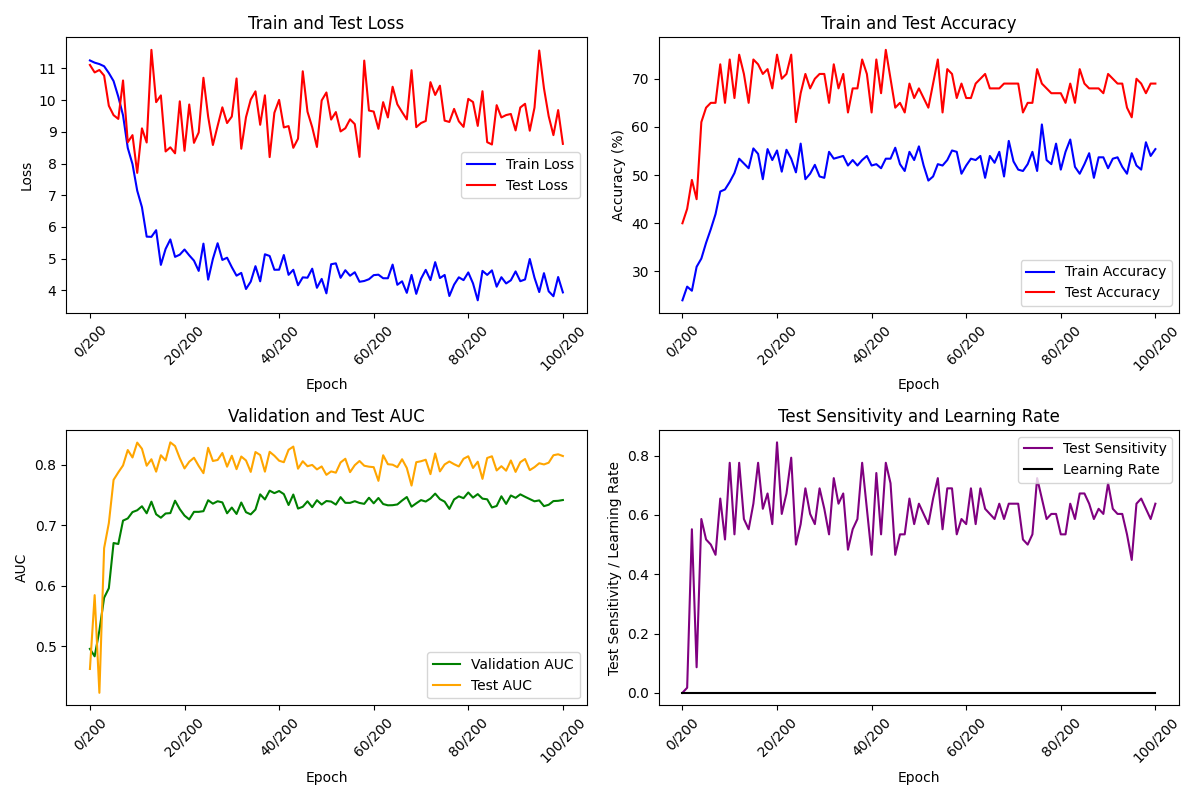 Train and Test Loss
Loss
11
10
9
8
7
6
5
4
Train Loss
Test Loss
0/200
20/200
40/200
60/200
80/200
100/200
Epoch
Train and Test Accuracy
Accuracy (%)
70
60
50
40
30
Train Accuracy
Test Accuracy
0/200
20/200
40/200
60/200
80/200
100/200
Epoch
Validation and Test AUC
AUC
0.8
0.7
0.6
0.5
Validation AUC
Test AUC
0/200
20/200
40/200
60/200
80/200
100/200
Epoch
Test Sensitivity and Learning Rate
Test Sensitivity / Learning Rate
0.8
0.6
0.4
0.2
0.0
Test Sensitivity
Learning Rate
0/200
20/200
40/200
60/200
80/200
100/200
Epoch